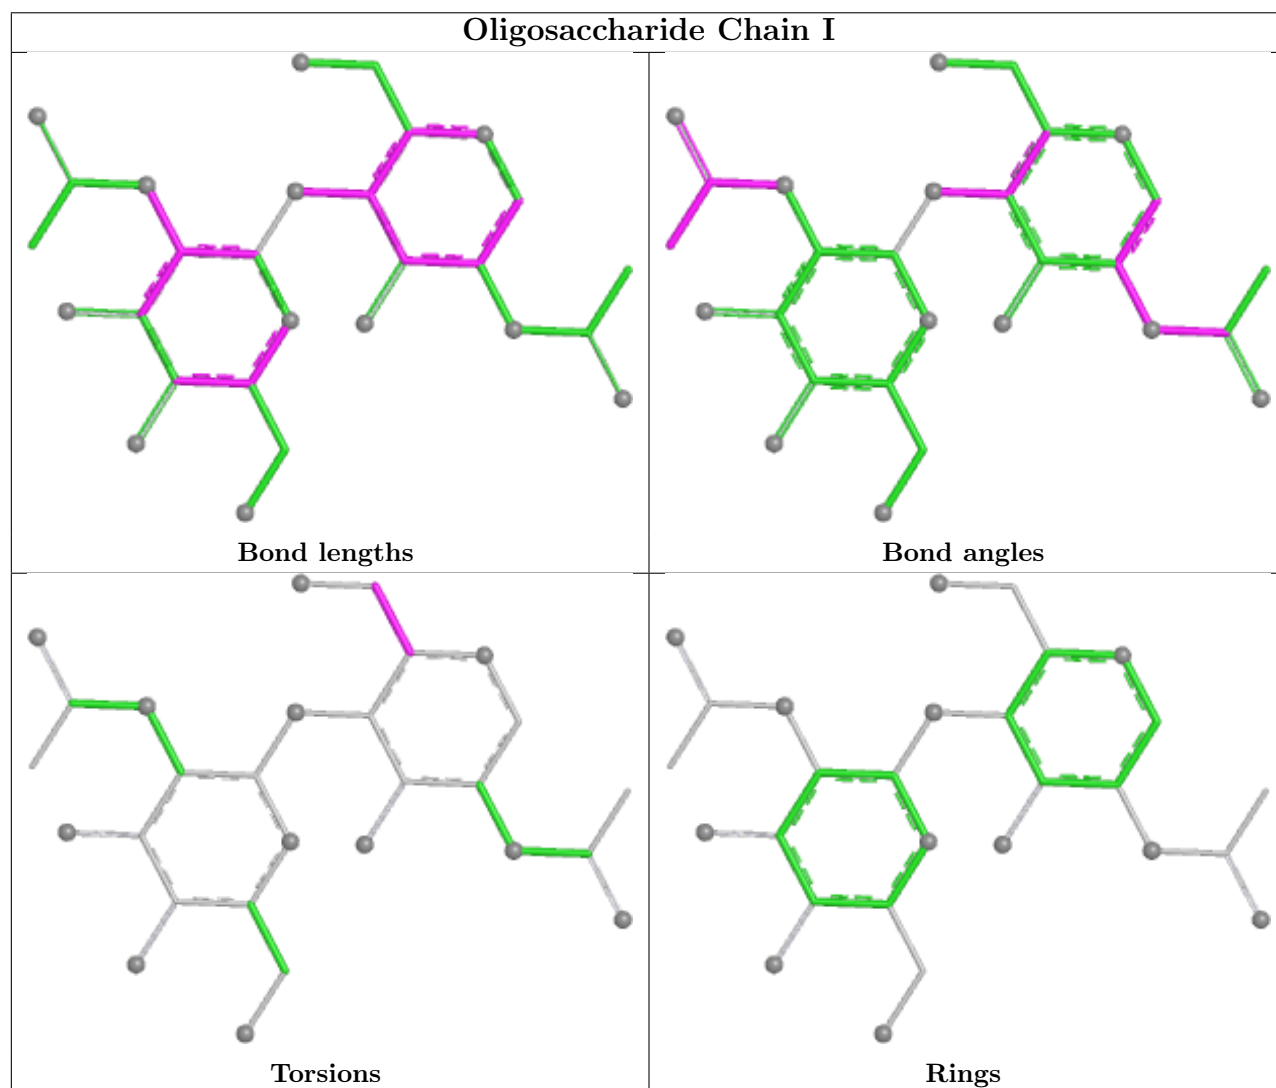 Oligosaccharide Chain I
Bond lengths
Bond angles
Torsions
Rings